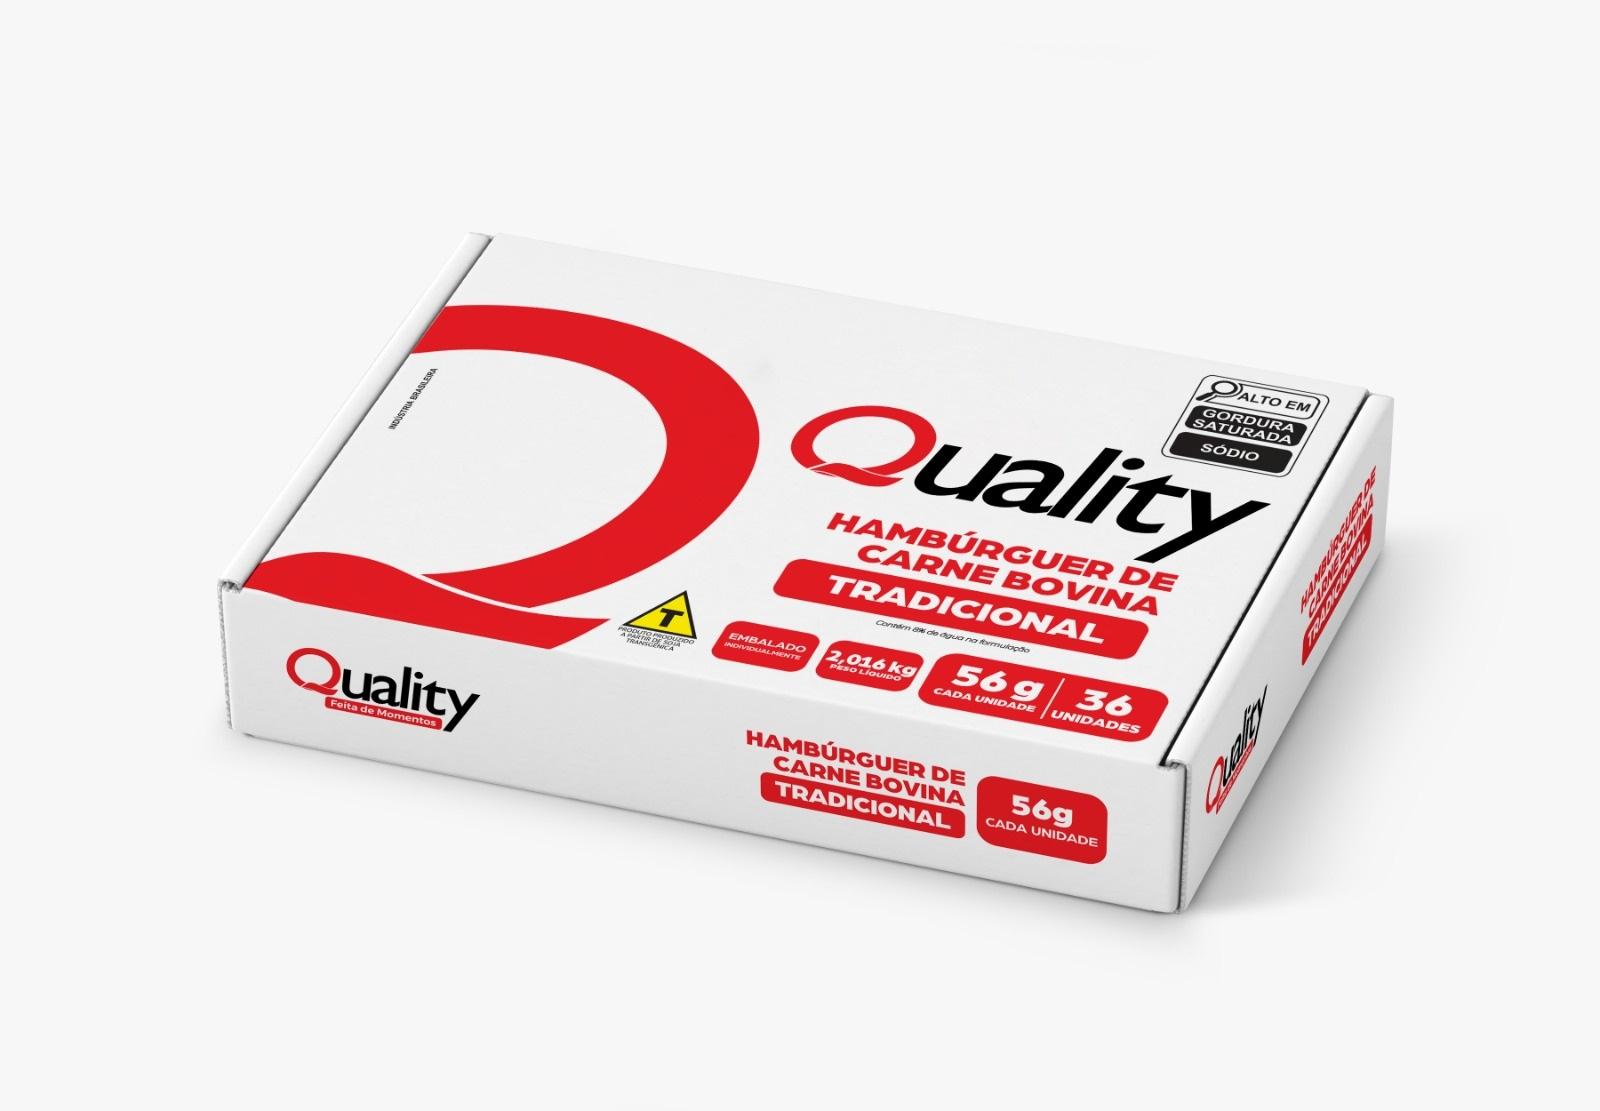 INDÚSTRIA BRASILEIRA
ALTO EM
GORDURA
SATURADA
SÓDIO
Quality
HAMBÚRGUER DE
CARNE BOVINA
TRADICIONAL
Contém 8% de água na formulação
T
PRODUTO PRODUZIDO
A PARTIR DE SOJA
TRANSGÊNICA
EMBALADO
INDIVIDUALMENTE
2,016 kg
PESO LÍQUIDO
56 g
CADA UNIDADE
36
UNIDADES
Quality
Feita de Momentos
HAMBÚRGUER DE
CARNE BOVINA
TRADICIONAL
56g
CADA UNIDADE
HAMBÚRGUER DE
CARNE BOVINA
TRADICIONAL
Quality